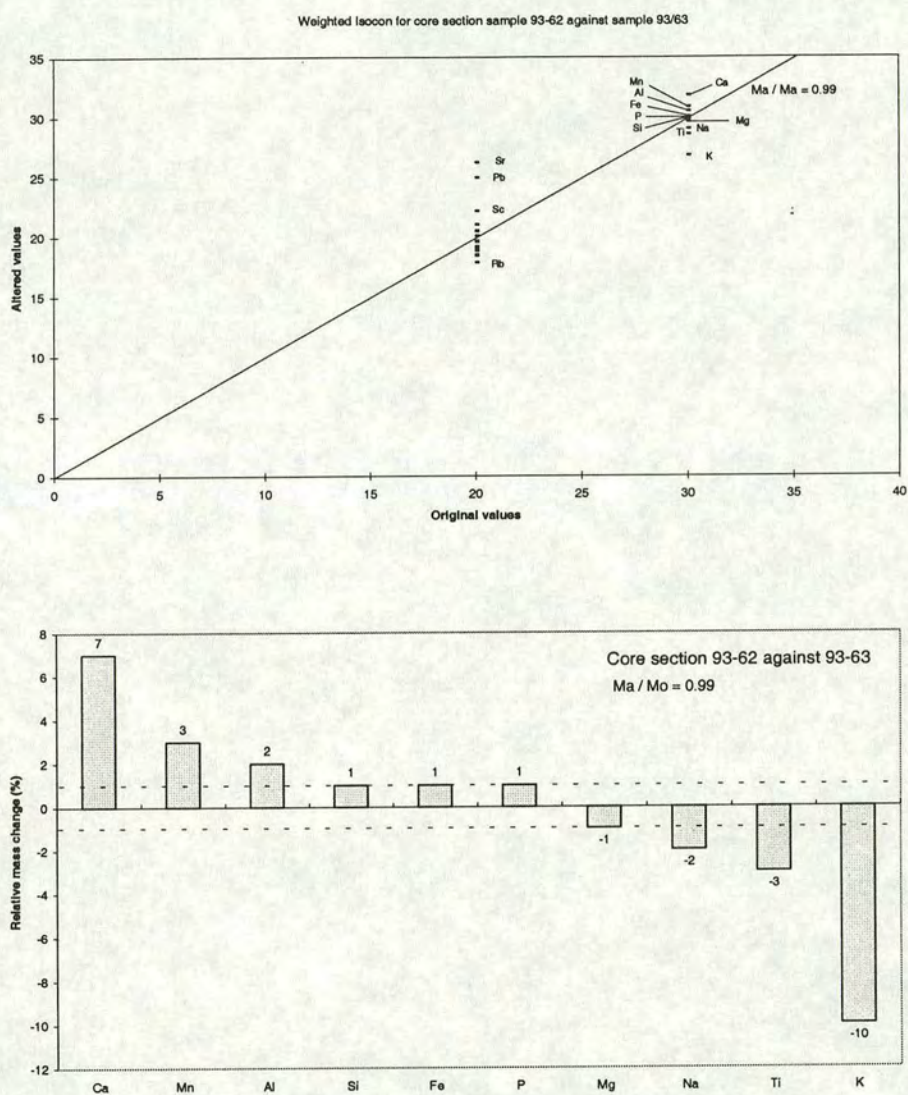 Weighted Isocon for core section sample 93-62 against sample 93/63
35
30
25
20
15
10
5
0
Altered values
Mn
Al
Fe
P
Si
Ca
Ma / Ma = 0.99
Mg
Ti
Na
K
Sr
Pb
Sc
Rb
0 5 10 15 20 25 30 35 40
Original values
Core section 93-62 against 93-63
Ma / Mo = 0.99
8
6
4
2
0
-2
-4
-6
-8
-10
-12
Relative mass change (%)
7
3
2
1
1
1
-1
-2
-3
-10
Ca Mn Al Si Fe P Mg Na Ti K